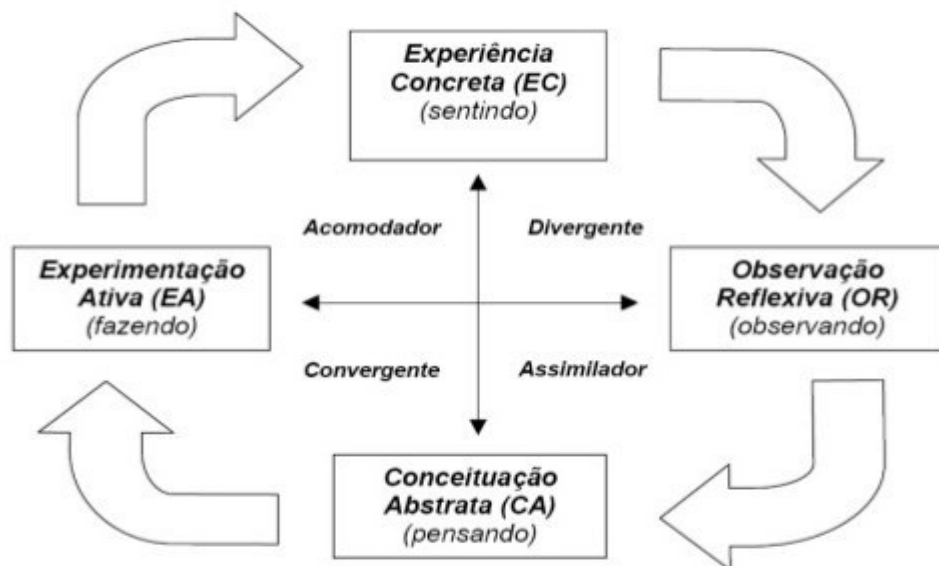 Experiência
Concreta (EC)
(sentindo)
Acomodador
Divergente
Experimentação
Ativa (EA)
(fazendo)
Observação
Reflexiva (OR)
(observando)
Convergente
Assimilador
Conceituação
Abstrata (CA)
(pensando)